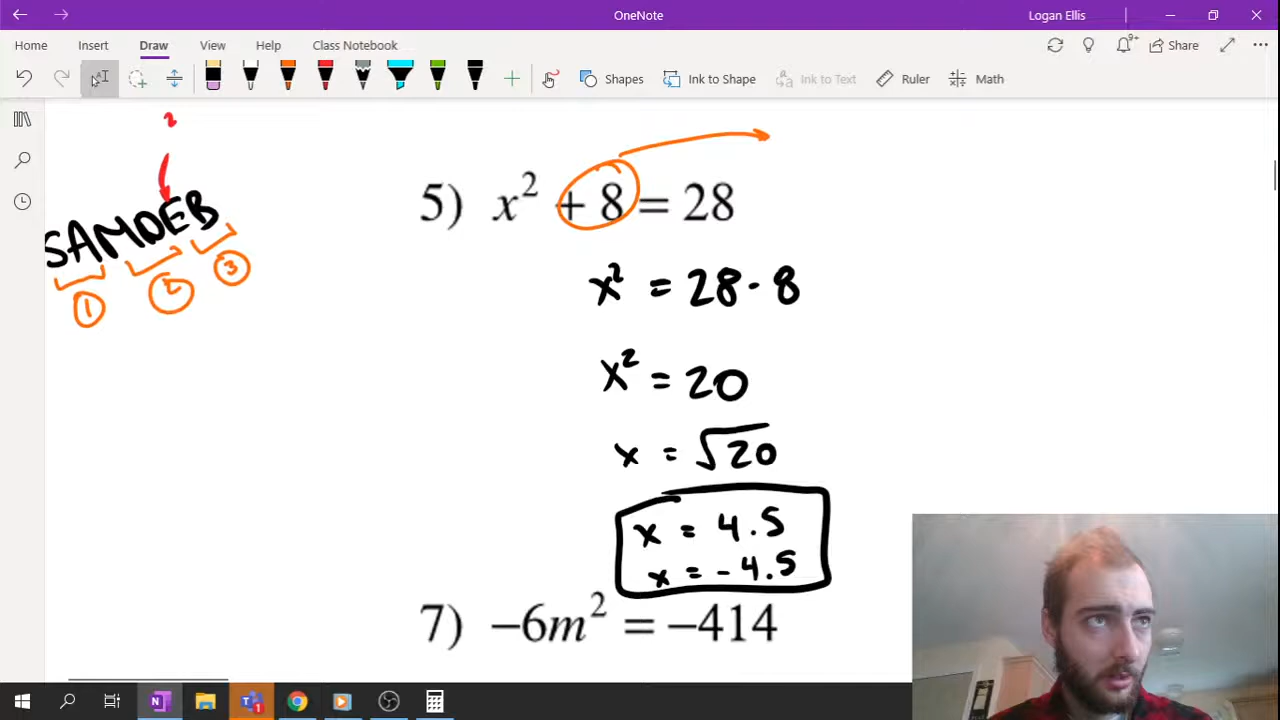 OneNote
Logan Ellis
Home Insert Draw View Help Class Notebook
9+ Share
Shapes Ink to Shape Ink to Text Ruler Math
2
SAMDEB
1 2 3
5) x² + 8 = 28
x² = 28 - 8
x² = 20
x = √20
x = 4.5
x = -4.5
7) −6m² = −414